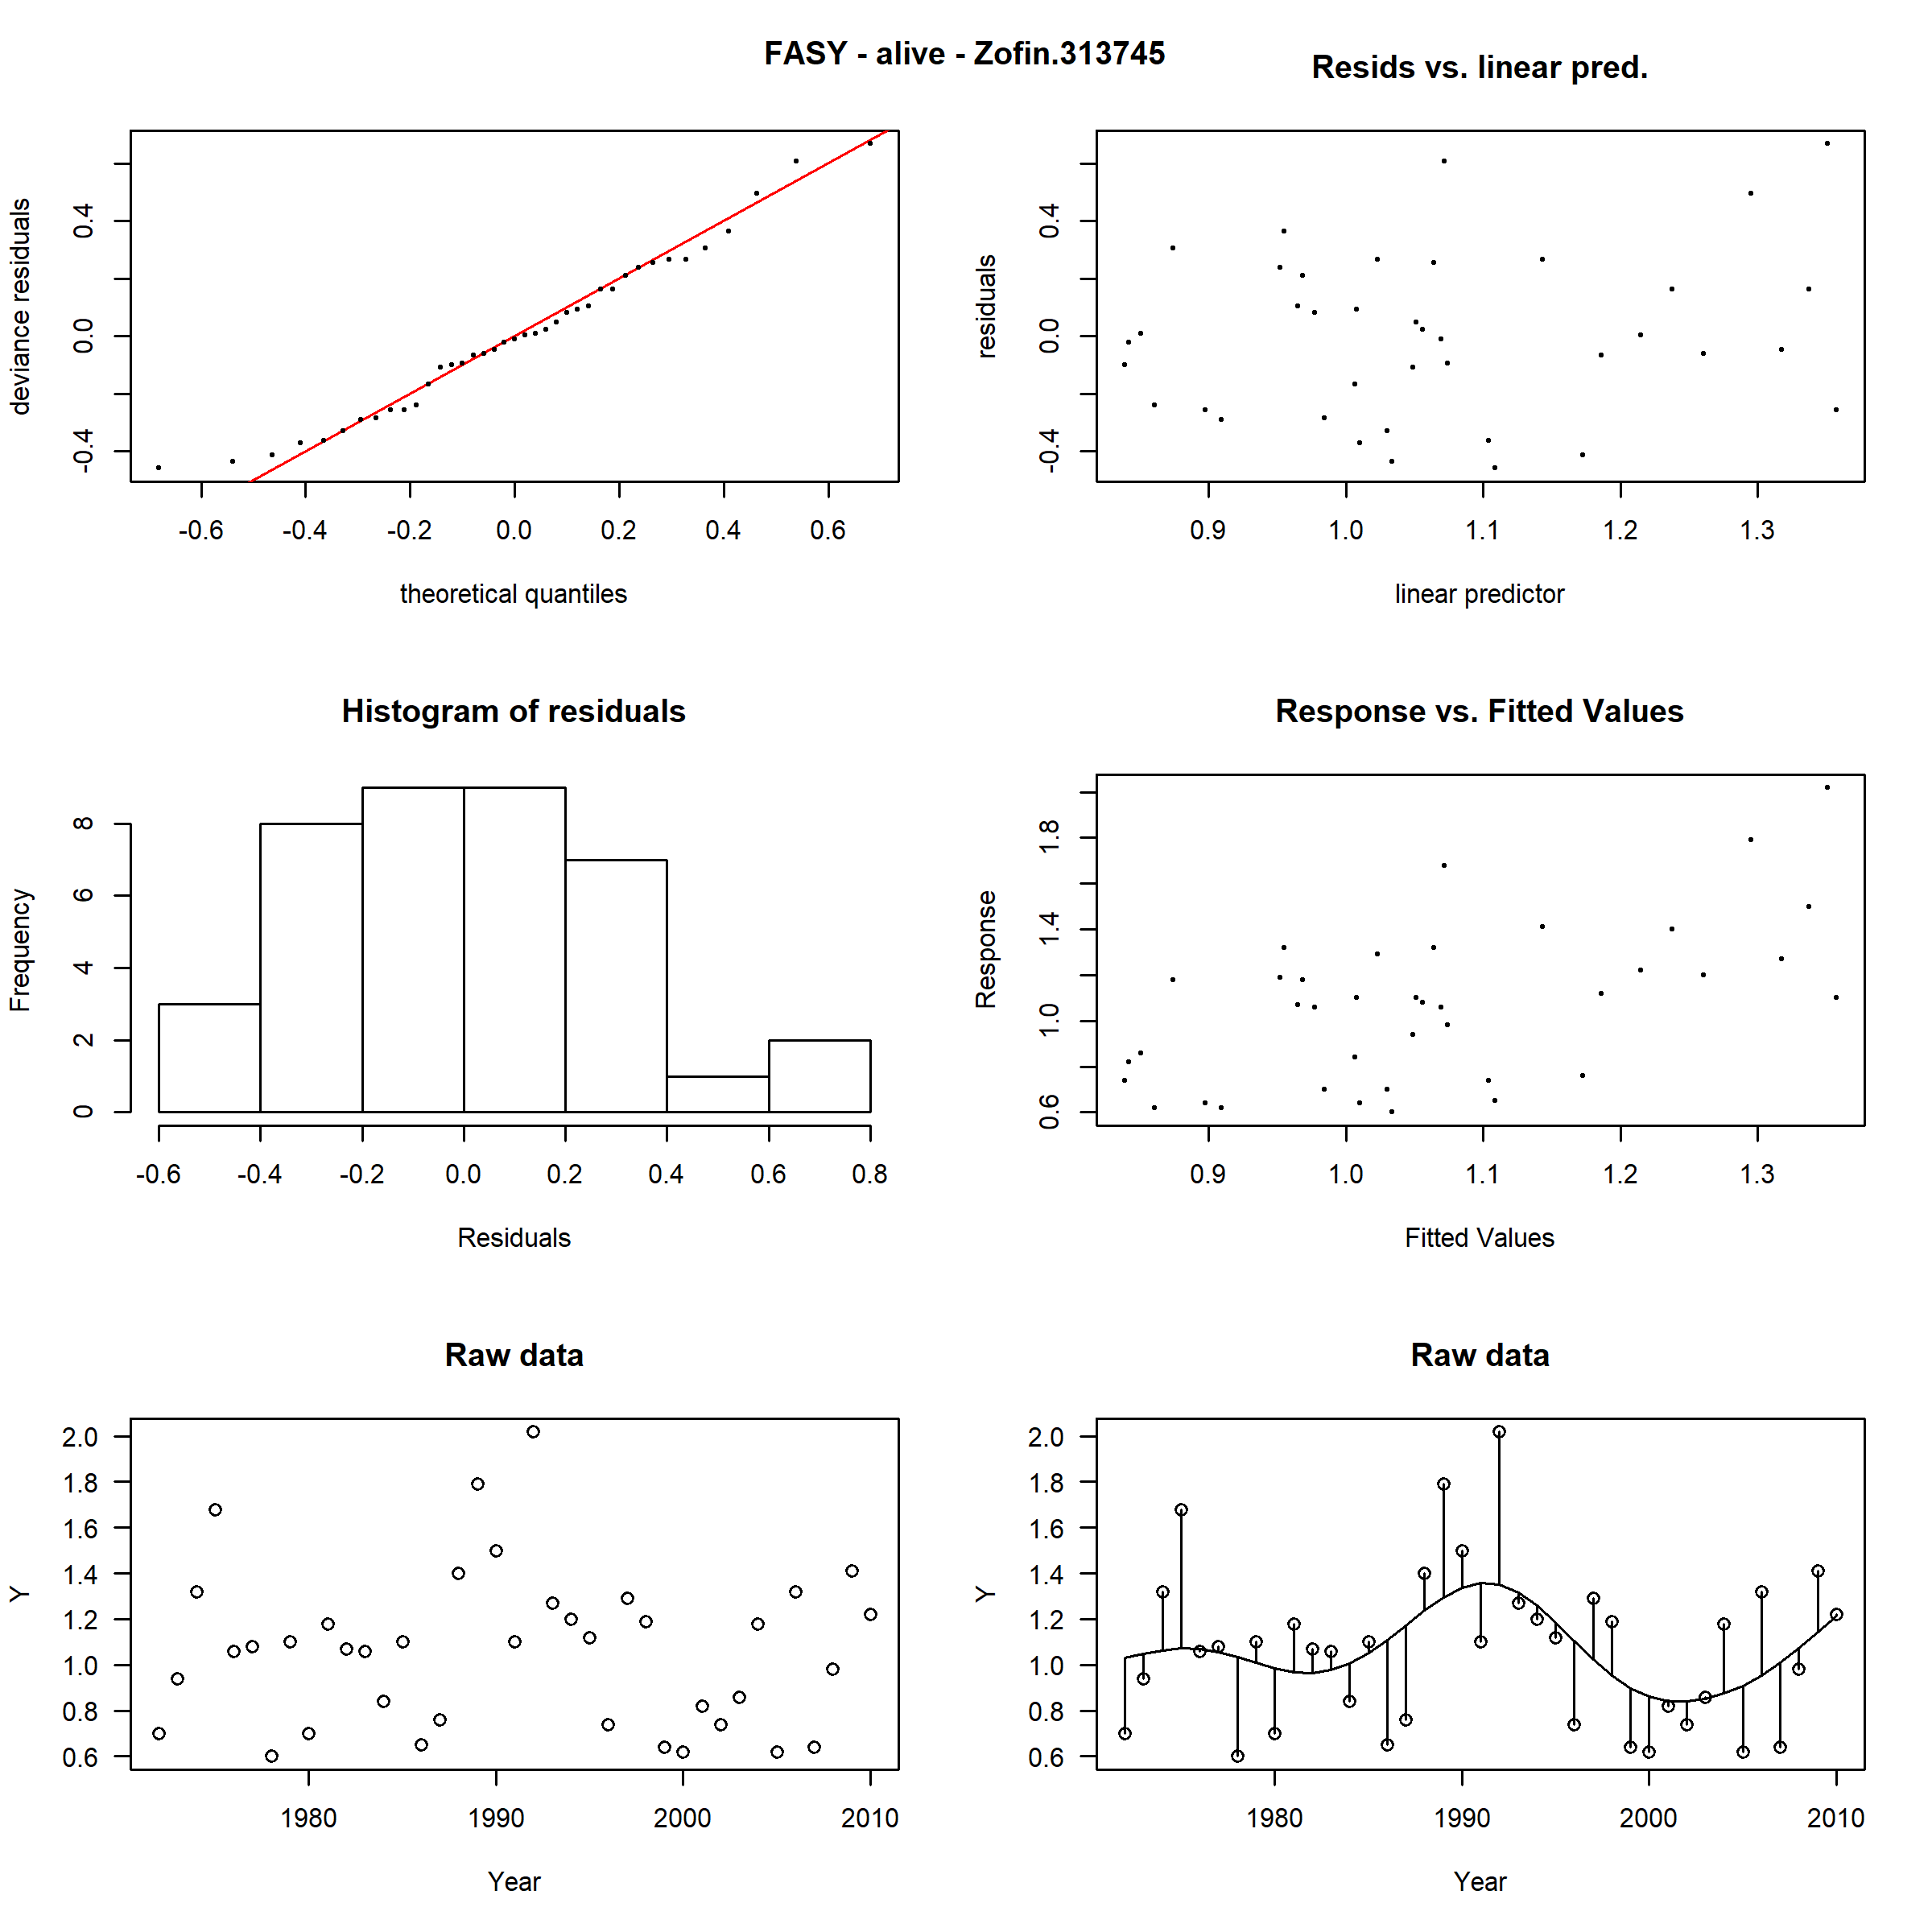 FASY - alive - Zofin.313745
Resids vs. linear pred.
deviance residuals
-0.4 0.0 0.4
-0.6 -0.4 -0.2 0.0 0.2 0.4 0.6
theoretical quantiles
residuals
-0.4 0.0 0.4
0.9 1.0 1.1 1.2 1.3
linear predictor
Histogram of residuals
Frequency
0 2 4 6 8
-0.6 -0.4 -0.2 0.0 0.2 0.4 0.6 0.8
Residuals
Response vs. Fitted Values
Response
0.6 1.0 1.4 1.8
0.9 1.0 1.1 1.2 1.3
Fitted Values
Raw data
Y
2.0
1.8
1.6
1.4
1.2
1.0
0.8
0.6
1980 1990 2000 2010
Year
Raw data
Y
2.0
1.8
1.6
1.4
1.2
1.0
0.8
0.6
1980 1990 2000 2010
Year